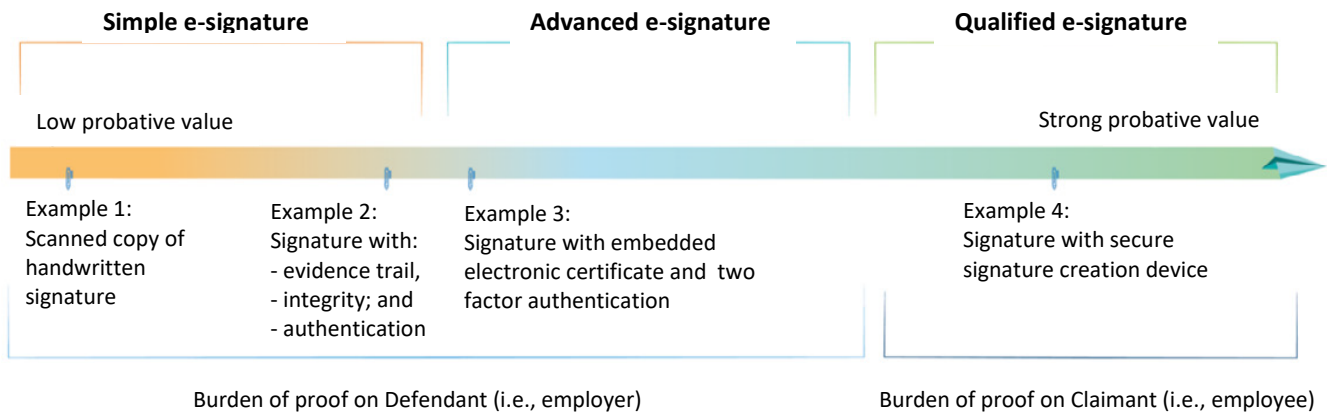 Simple e-signature
Advanced e-signature
Qualified e-signature
Low probative value
Strong probative value
Example 1:
Scanned copy of
handwritten
signature
Example 2:
Signature with:
- evidence trail,
- integrity; and
- authentication
Example 3:
Signature with embedded
electronic certificate and two
factor authentication
Example 4:
Signature with secure
signature creation device
Burden of proof on Defendant (i.e., employer)
Burden of proof on Claimant (i.e., employee)